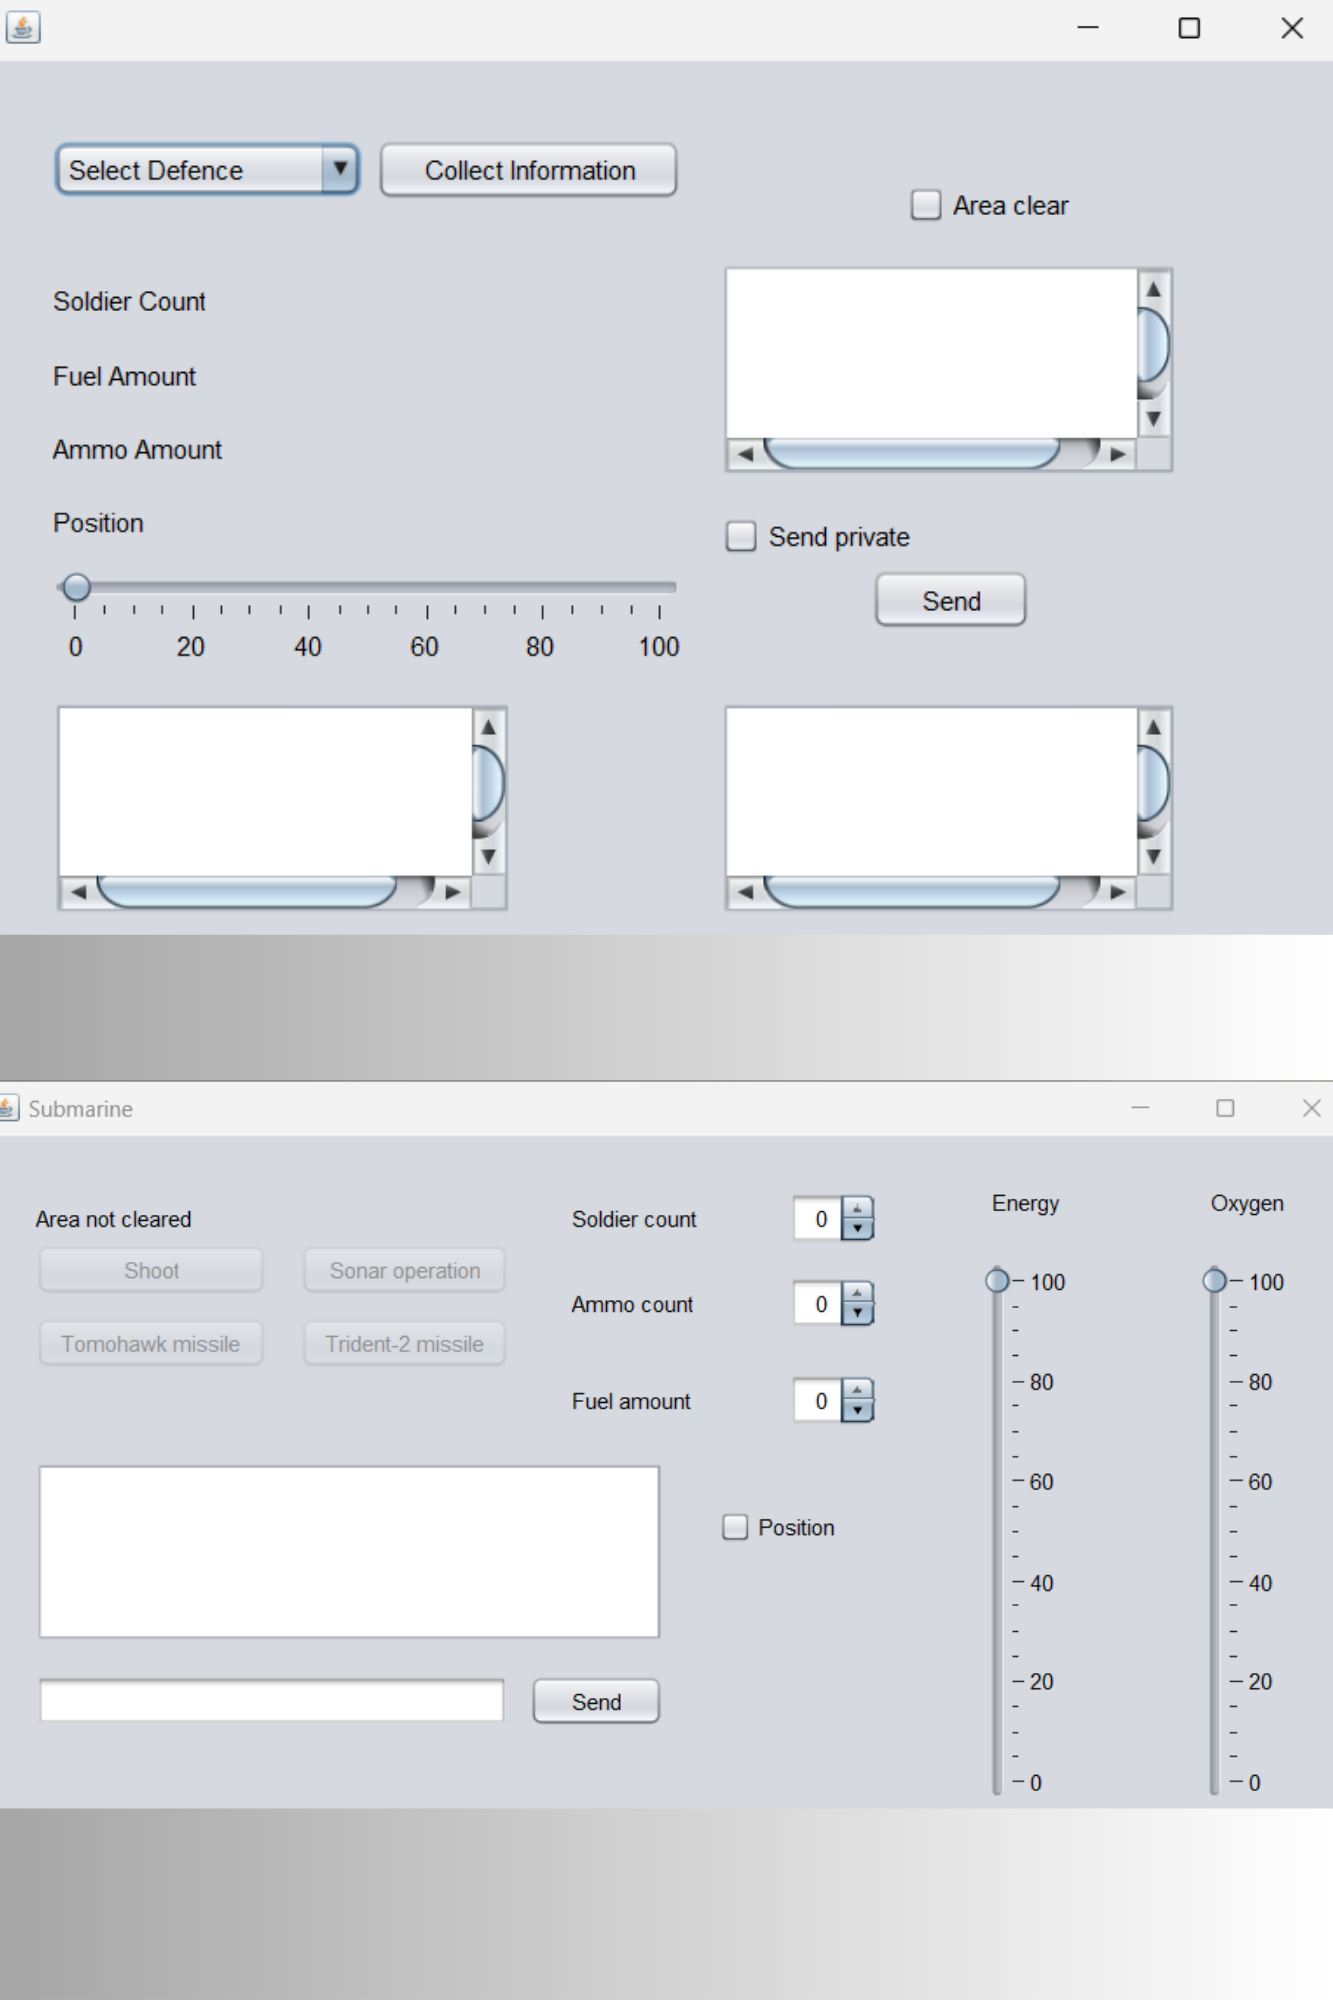 Select Defence
Collect Information
Area clear
Soldier Count
Fuel Amount
Ammo Amount
Position
Send private
Send
0 20 40 60 80 100
Submarine
Area not cleared
Shoot
Sonar operation
Tomohawk missile
Trident-2 missile
Soldier count
0
Ammo count
0
Fuel amount
0
Position
Send
Energy
100
80
60
40
20
0
Oxygen
100
80
60
40
20
0